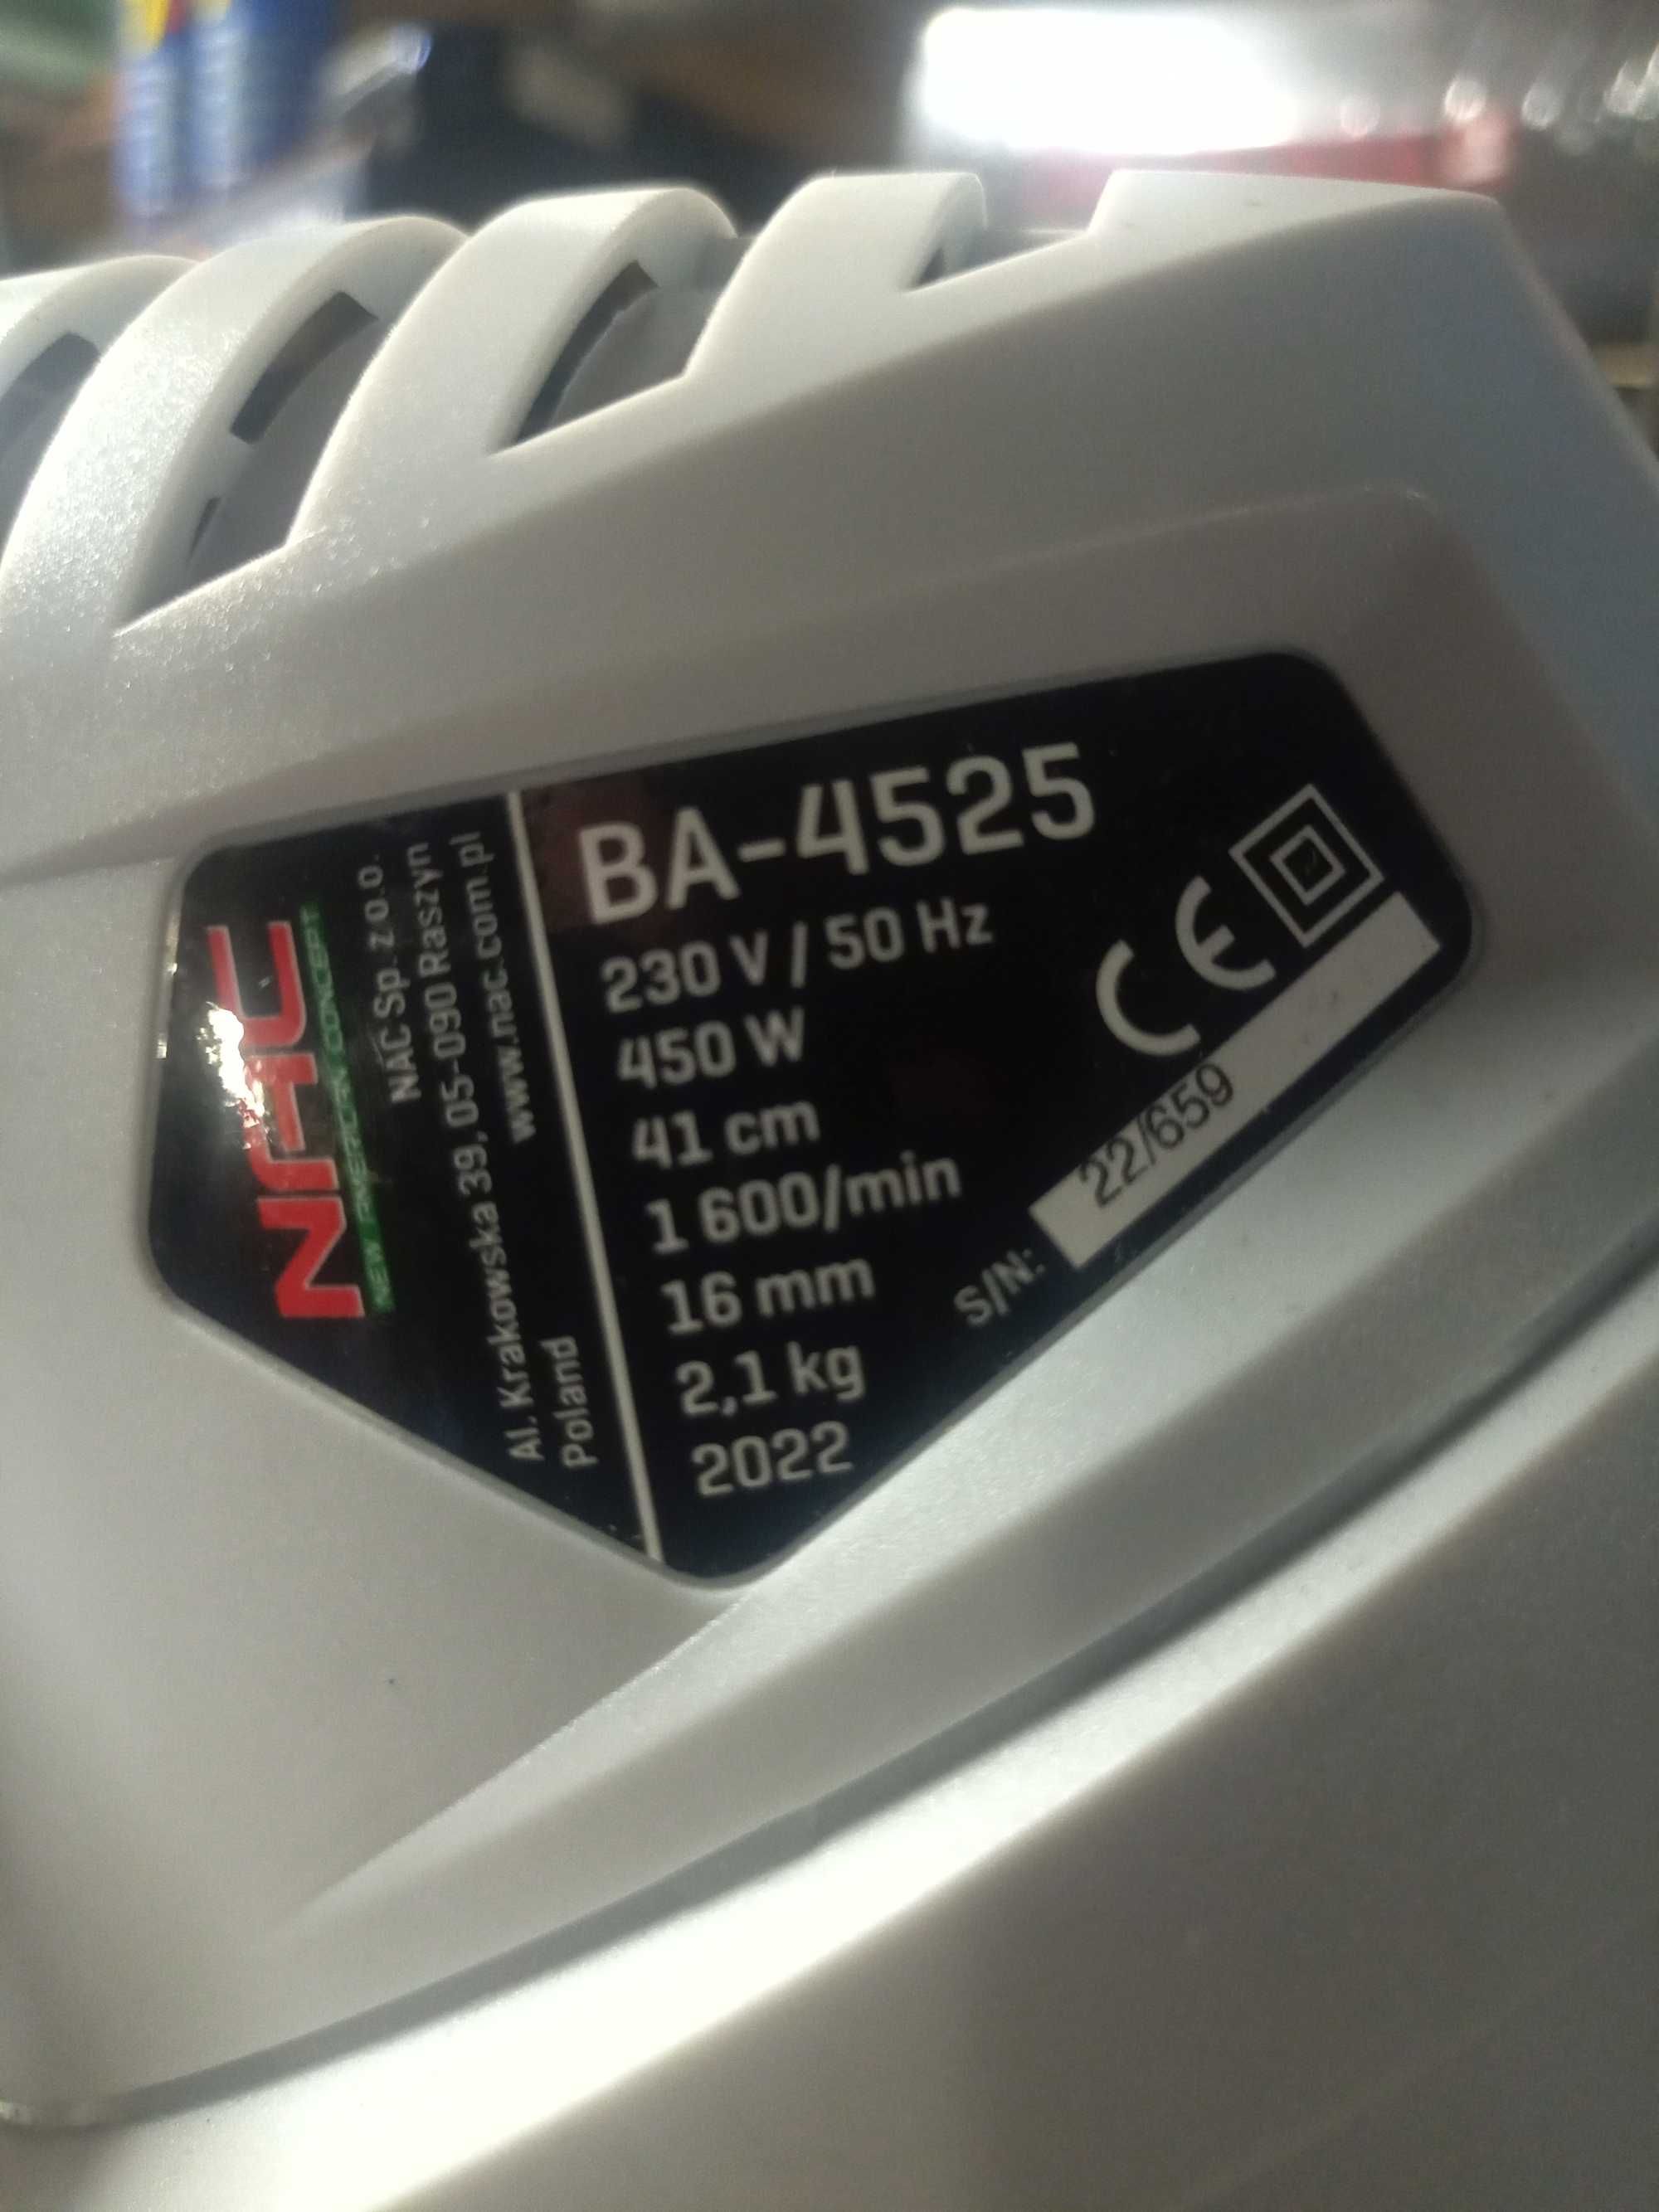 NAC
NEW AMERICAN CONCEPT
NAC Sp. z o.o.
Al. Krakowska 39, 05-090 Raszyn
Poland
www.nac.com.pl
BA-4525
230 V / 50 Hz
450 W
41 cm
1 600/min
16 mm
2,1 kg
2022
CE
S/N: 22/659